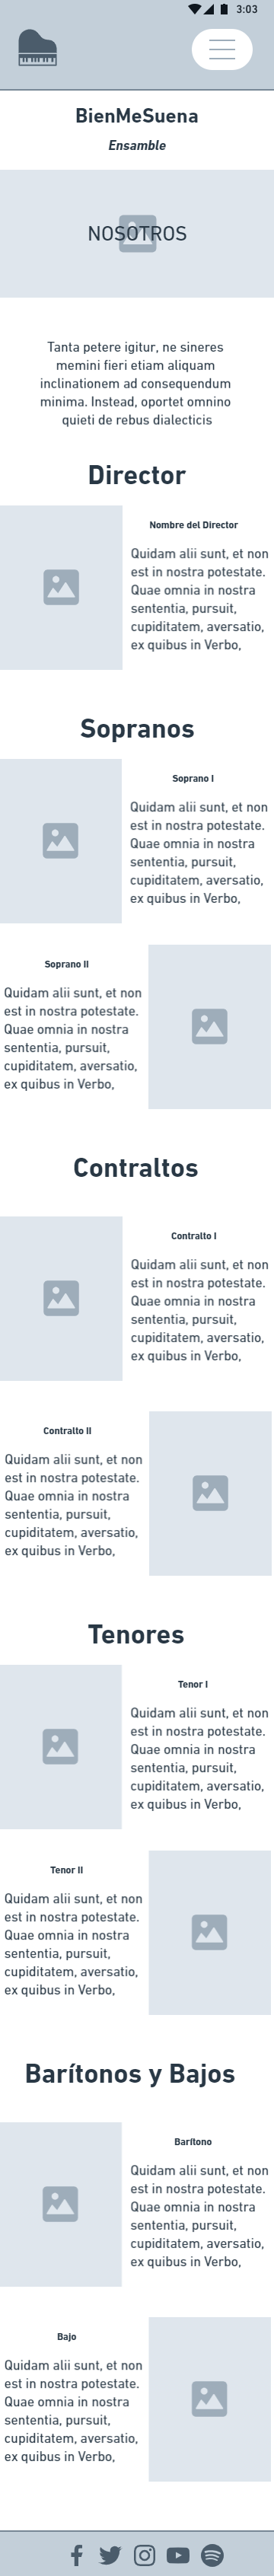 3:03
BienMeSuena
Ensamble
NOSOTROS
Tanta petere igitur, ne sineres
memini fieri etiam aliquam
inclinationem ad consequendum
minima. Instead, oportet omnino
quieti de rebus dialecticis
Director
Nombre del Director
Quidam alii sunt, et non
est in nostra potestate.
Quae omnia in nostra
sententia, pursuit,
cupiditatem, aversatio,
ex quibus in Verbo,
Sopranos
Soprano I
Quidam alii sunt, et non
est in nostra potestate.
Quae omnia in nostra
sententia, pursuit,
cupiditatem, aversatio,
ex quibus in Verbo,
Soprano II
Quidam alii sunt, et non
est in nostra potestate.
Quae omnia in nostra
sententia, pursuit,
cupiditatem, aversatio,
ex quibus in Verbo,
Contraltos
Contralto I
Quidam alii sunt, et non
est in nostra potestate.
Quae omnia in nostra
sententia, pursuit,
cupiditatem, aversatio,
ex quibus in Verbo,
Contralto II
Quidam alii sunt, et non
est in nostra potestate.
Quae omnia in nostra
sententia, pursuit,
cupiditatem, aversatio,
ex quibus in Verbo,
Tenores
Tenor I
Quidam alii sunt, et non
est in nostra potestate.
Quae omnia in nostra
sententia, pursuit,
cupiditatem, aversatio,
ex quibus in Verbo,
Tenor II
Quidam alii sunt, et non
est in nostra potestate.
Quae omnia in nostra
sententia, pursuit,
cupiditatem, aversatio,
ex quibus in Verbo,
Barítonos y Bajos
Barítono
Quidam alii sunt, et non
est in nostra potestate.
Quae omnia in nostra
sententia, pursuit,
cupiditatem, aversatio,
ex quibus in Verbo,
Bajo
Quidam alii sunt, et non
est in nostra potestate.
Quae omnia in nostra
sententia, pursuit,
cupiditatem, aversatio,
ex quibus in Verbo,